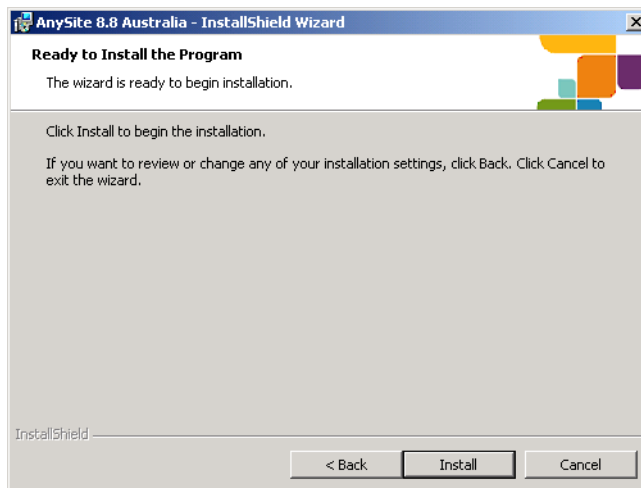 AnySite 8.8 Australia - InstallShield Wizard
Ready to Install the Program
The wizard is ready to begin installation.
Click Install to begin the installation.
If you want to review or change any of your installation settings, click Back. Click Cancel to
exit the wizard.
InstallShield
< Back Install Cancel